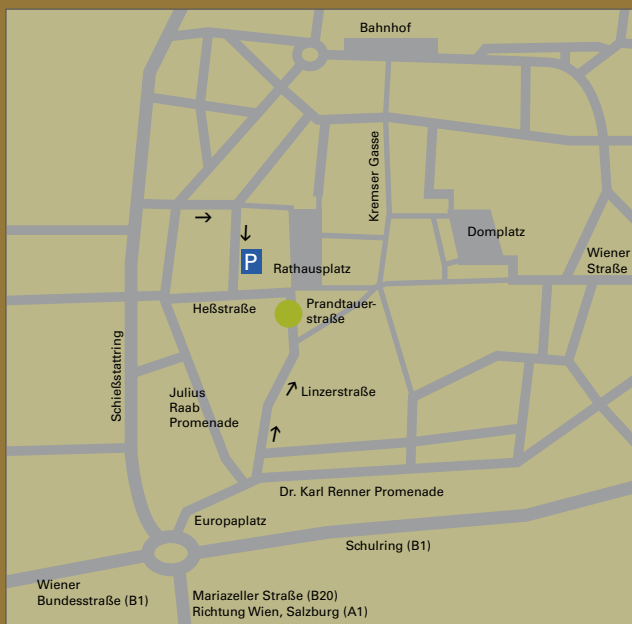 Bahnhof
Kremser Gasse
Domplatz
Wiener
Straße
P
Rathausplatz
Heßstraße
Prandtauer-
straße
Schießstattring
Julius
Raab
Promenade
Linzerstraße
Dr. Karl Renner Promenade
Europaplatz
Schulring (B1)
Wiener
Bundesstraße (B1)
Mariazeller Straße (B20)
Richtung Wien, Salzburg (A1)